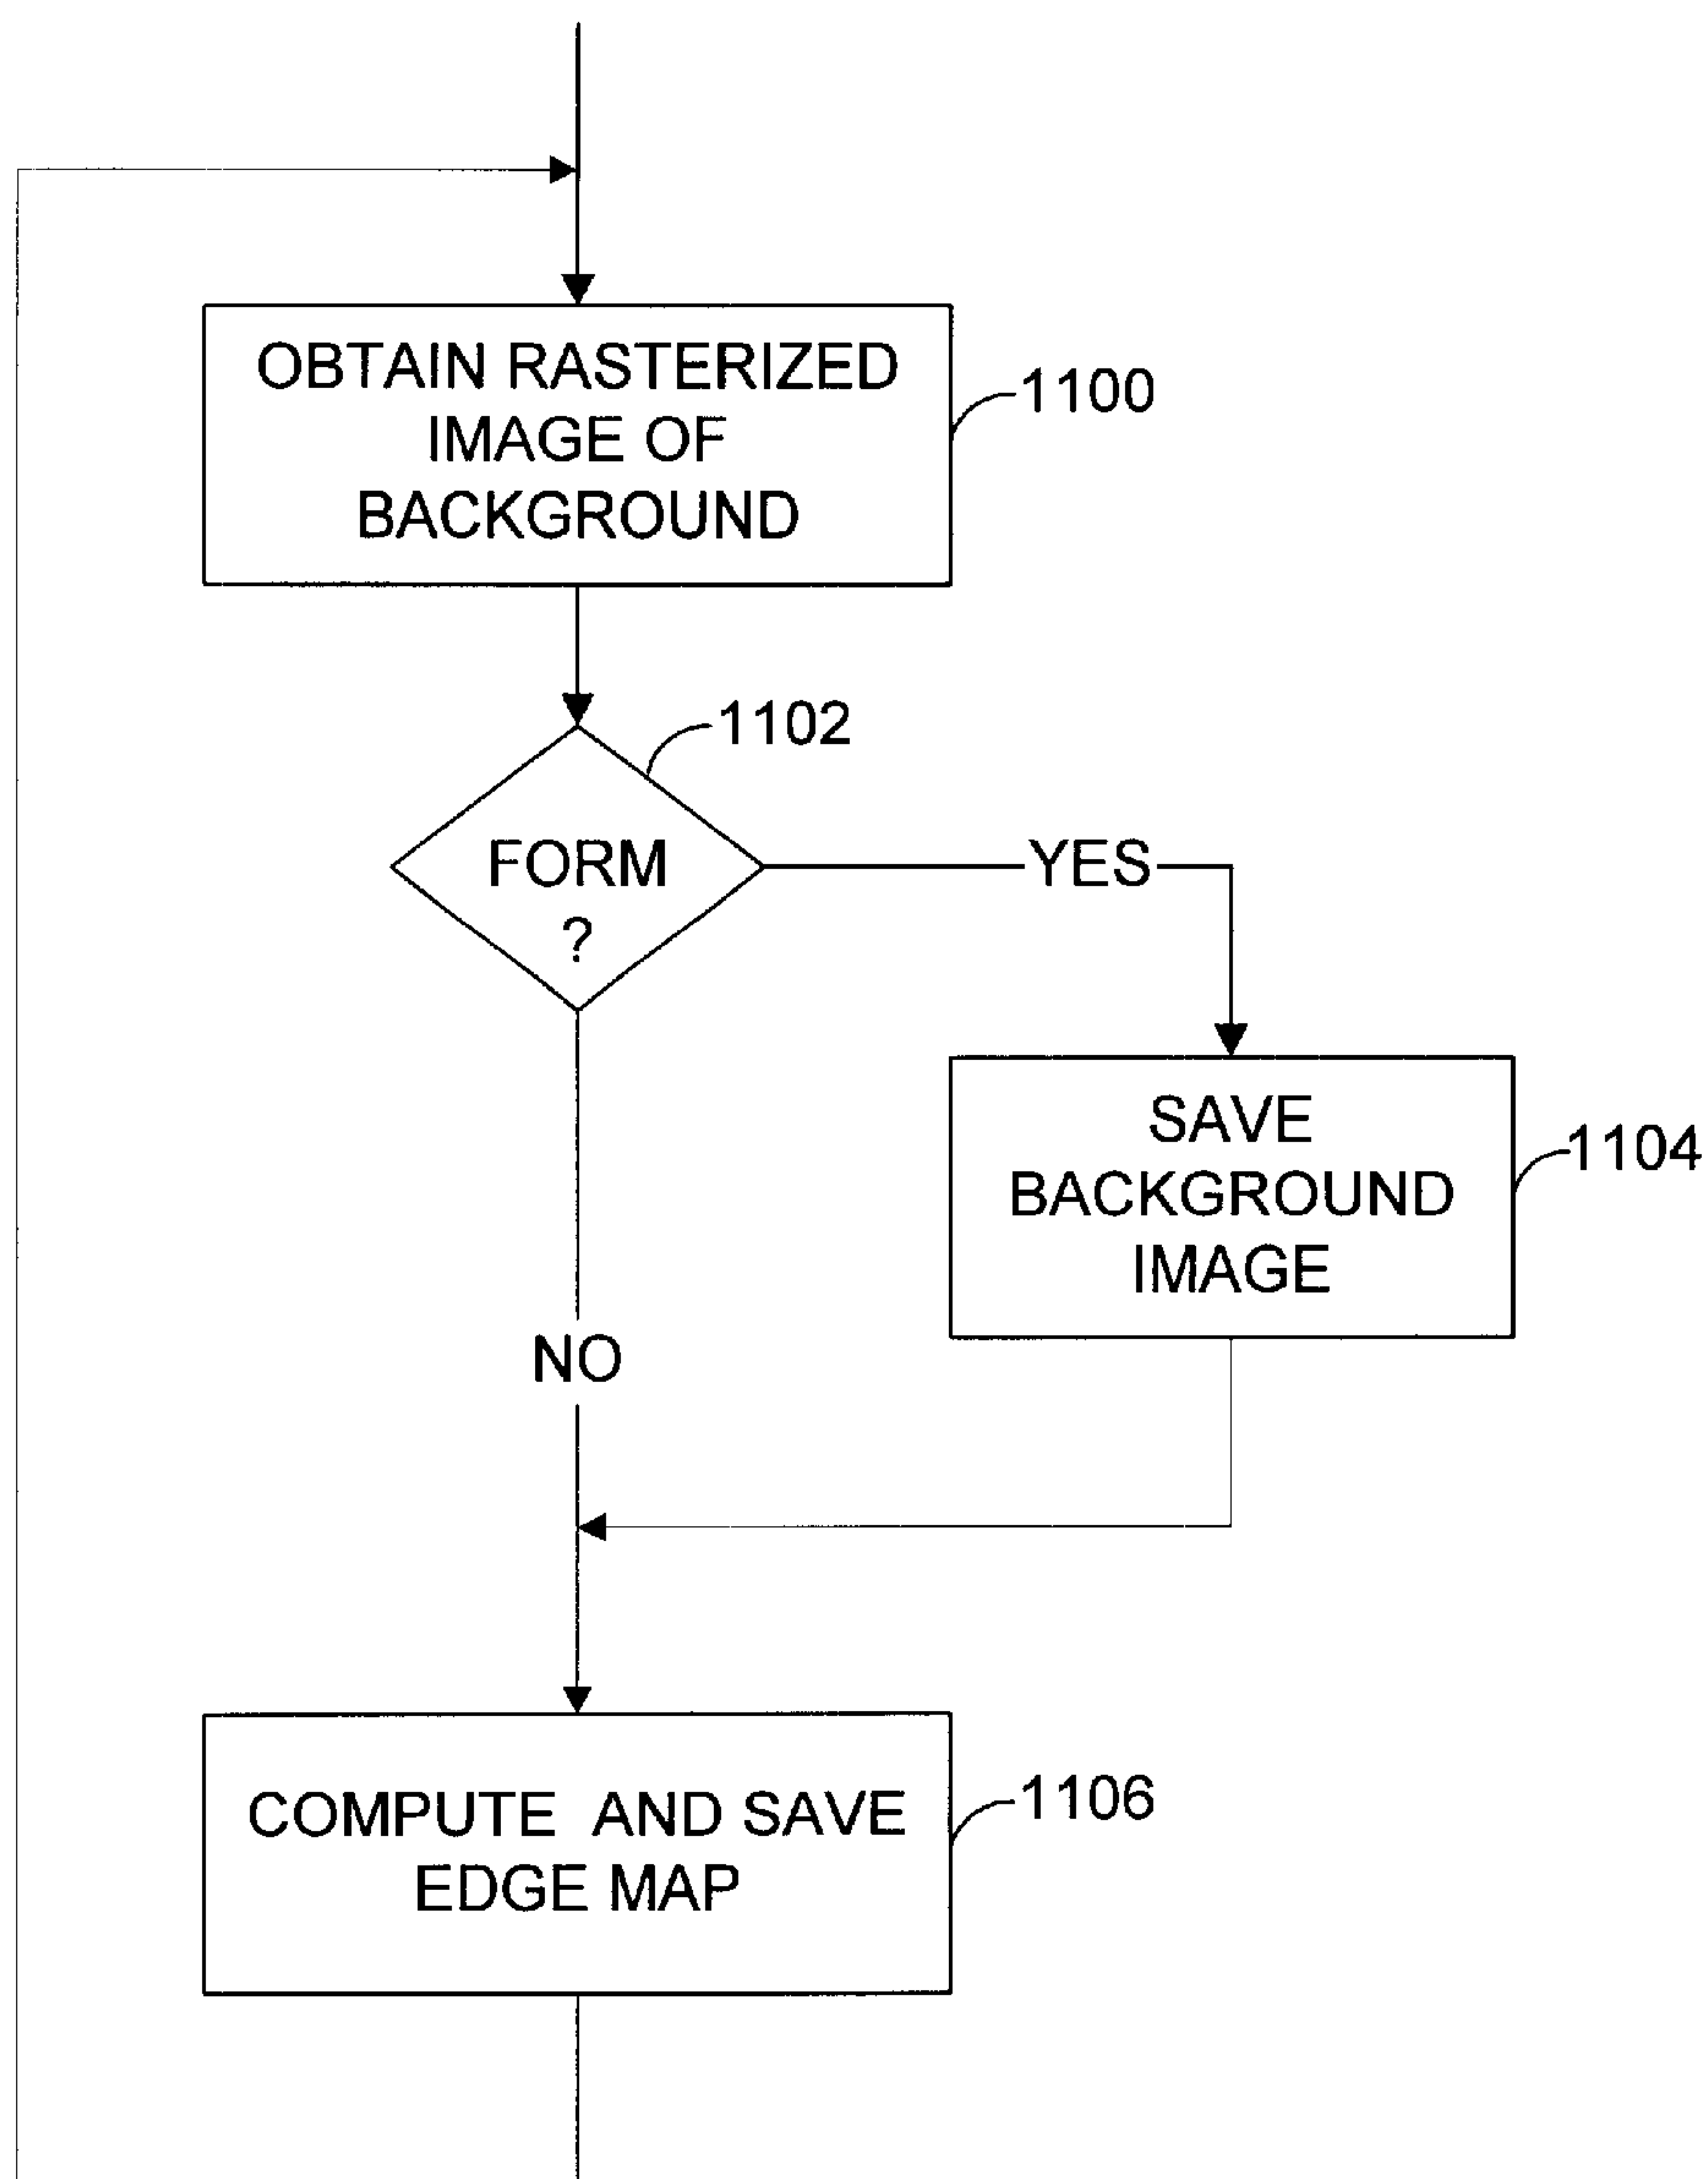 OBTAIN RASTERIZED
IMAGE OF
BACKGROUND
1100
1102
FORM
?
YES
SAVE
BACKGROUND
IMAGE
1104
NO
COMPUTE AND SAVE
EDGE MAP
1106